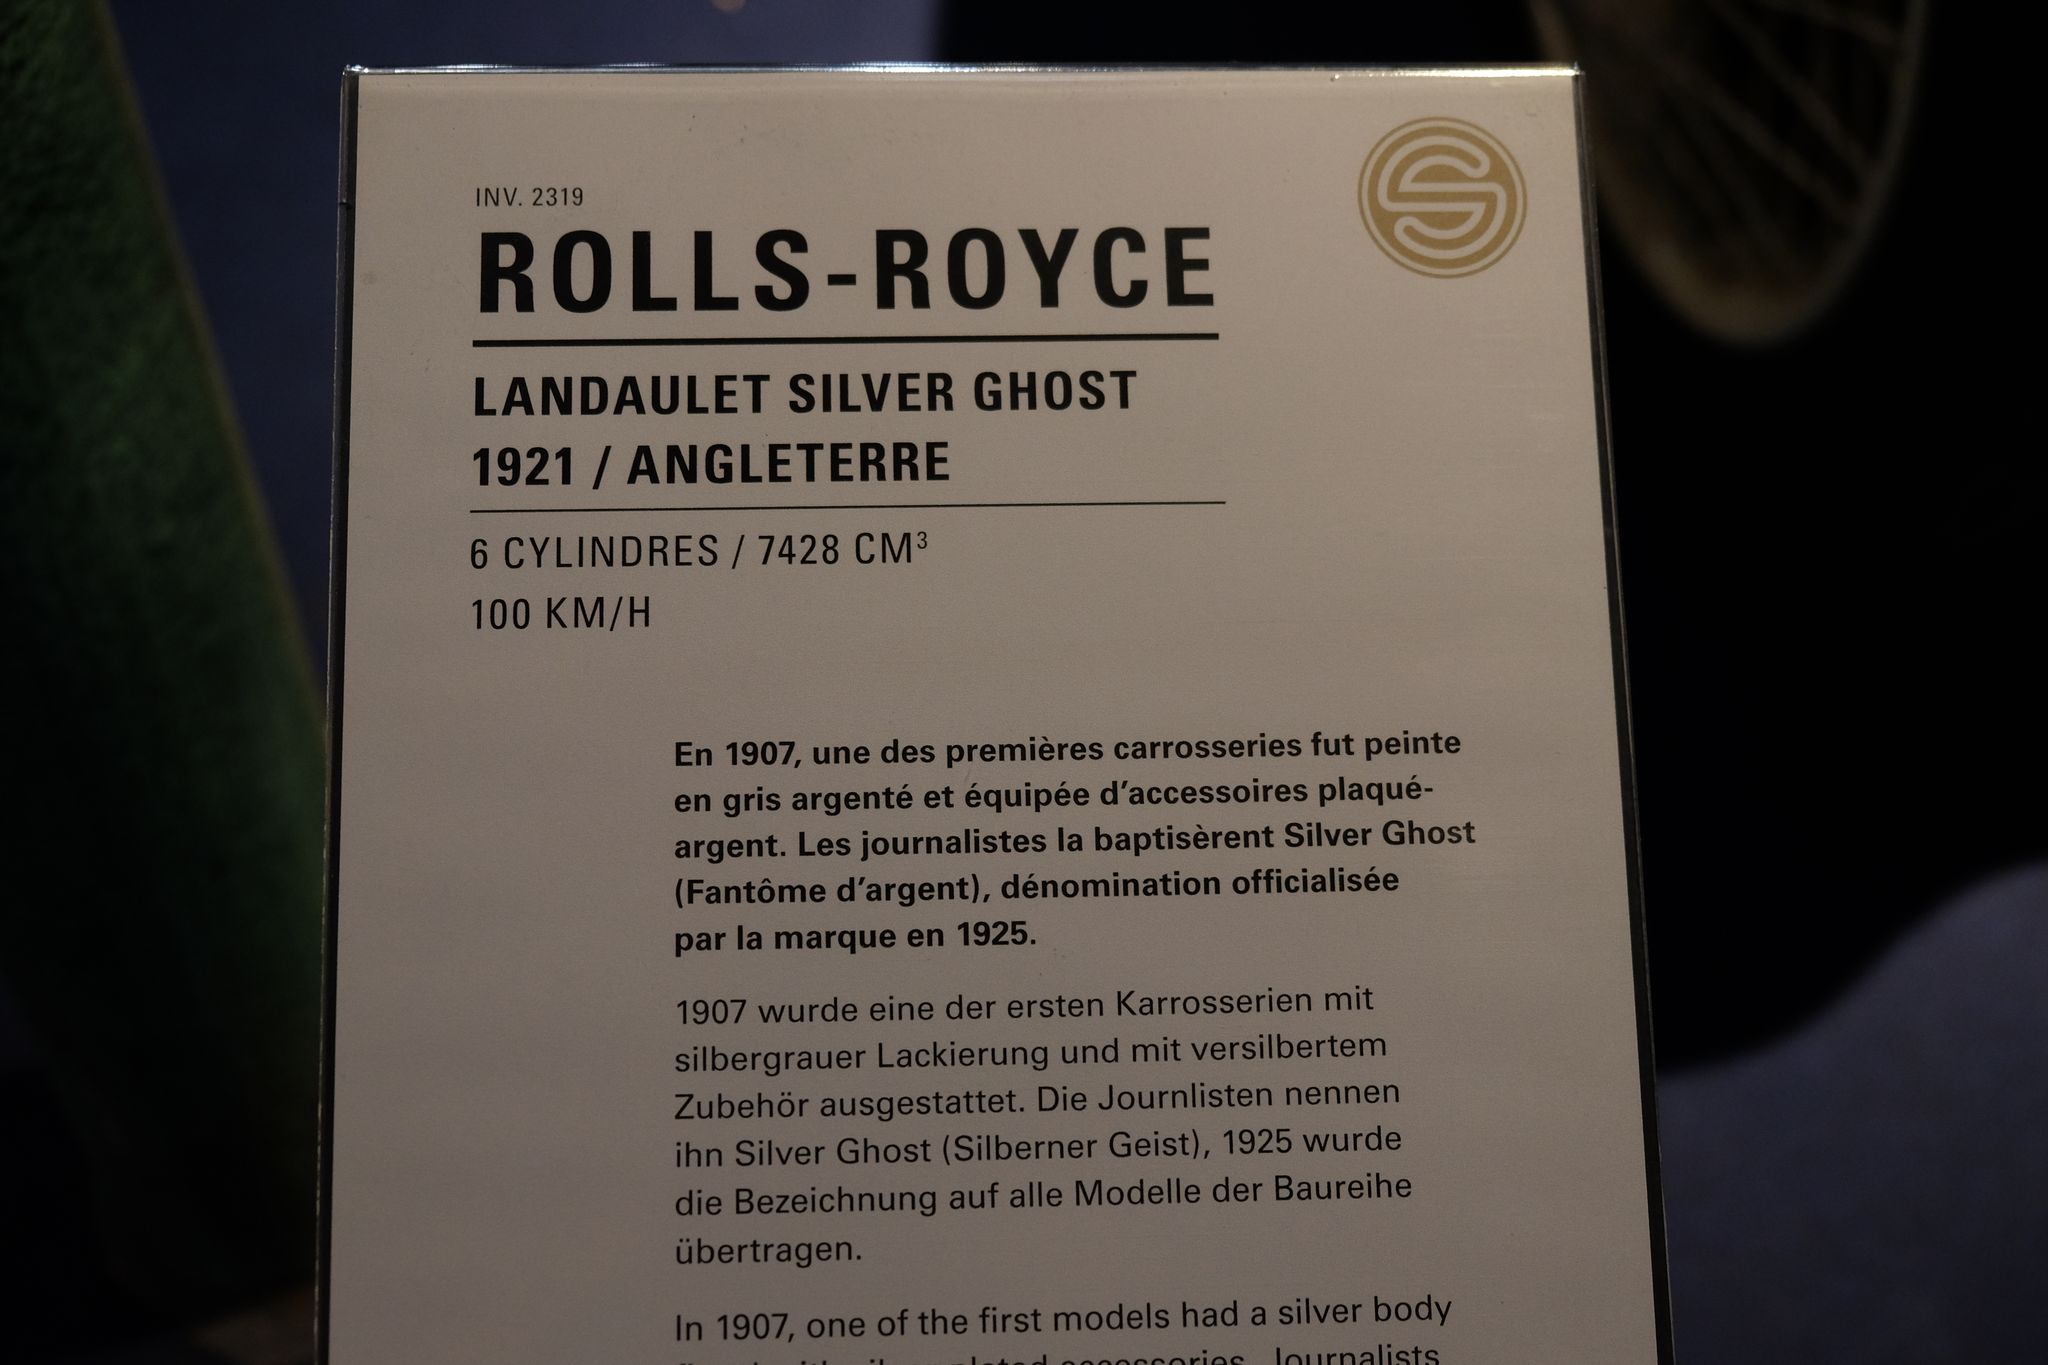 INV. 2319
ROLLS-ROYCE
LANDAULET SILVER GHOST
1921 / ANGLETERRE
6 CYLINDRES / 7428 CM³
100 KM/H
En 1907, une des premières carrosseries fut peinte
en gris argenté et équipée d'accessoires plaqué-
argent. Les journalistes la baptisèrent Silver Ghost
(Fantôme d'argent), dénomination officialisée
par la marque en 1925.
1907 wurde eine der ersten Karrosserien mit
silbergrauer Lackierung und mit versilbertem
Zubehör ausgestattet. Die Journlisten nennen
ihn Silver Ghost (Silberner Geist), 1925 wurde
die Bezeichnung auf alle Modelle der Baureihe
übertragen.
In 1907, one of the first models had a silver body
accessories. Journalists